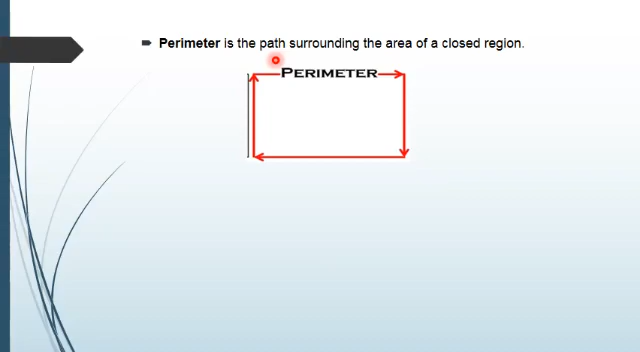 Perimeter is the path surrounding the area of a closed region.
PERIMETER